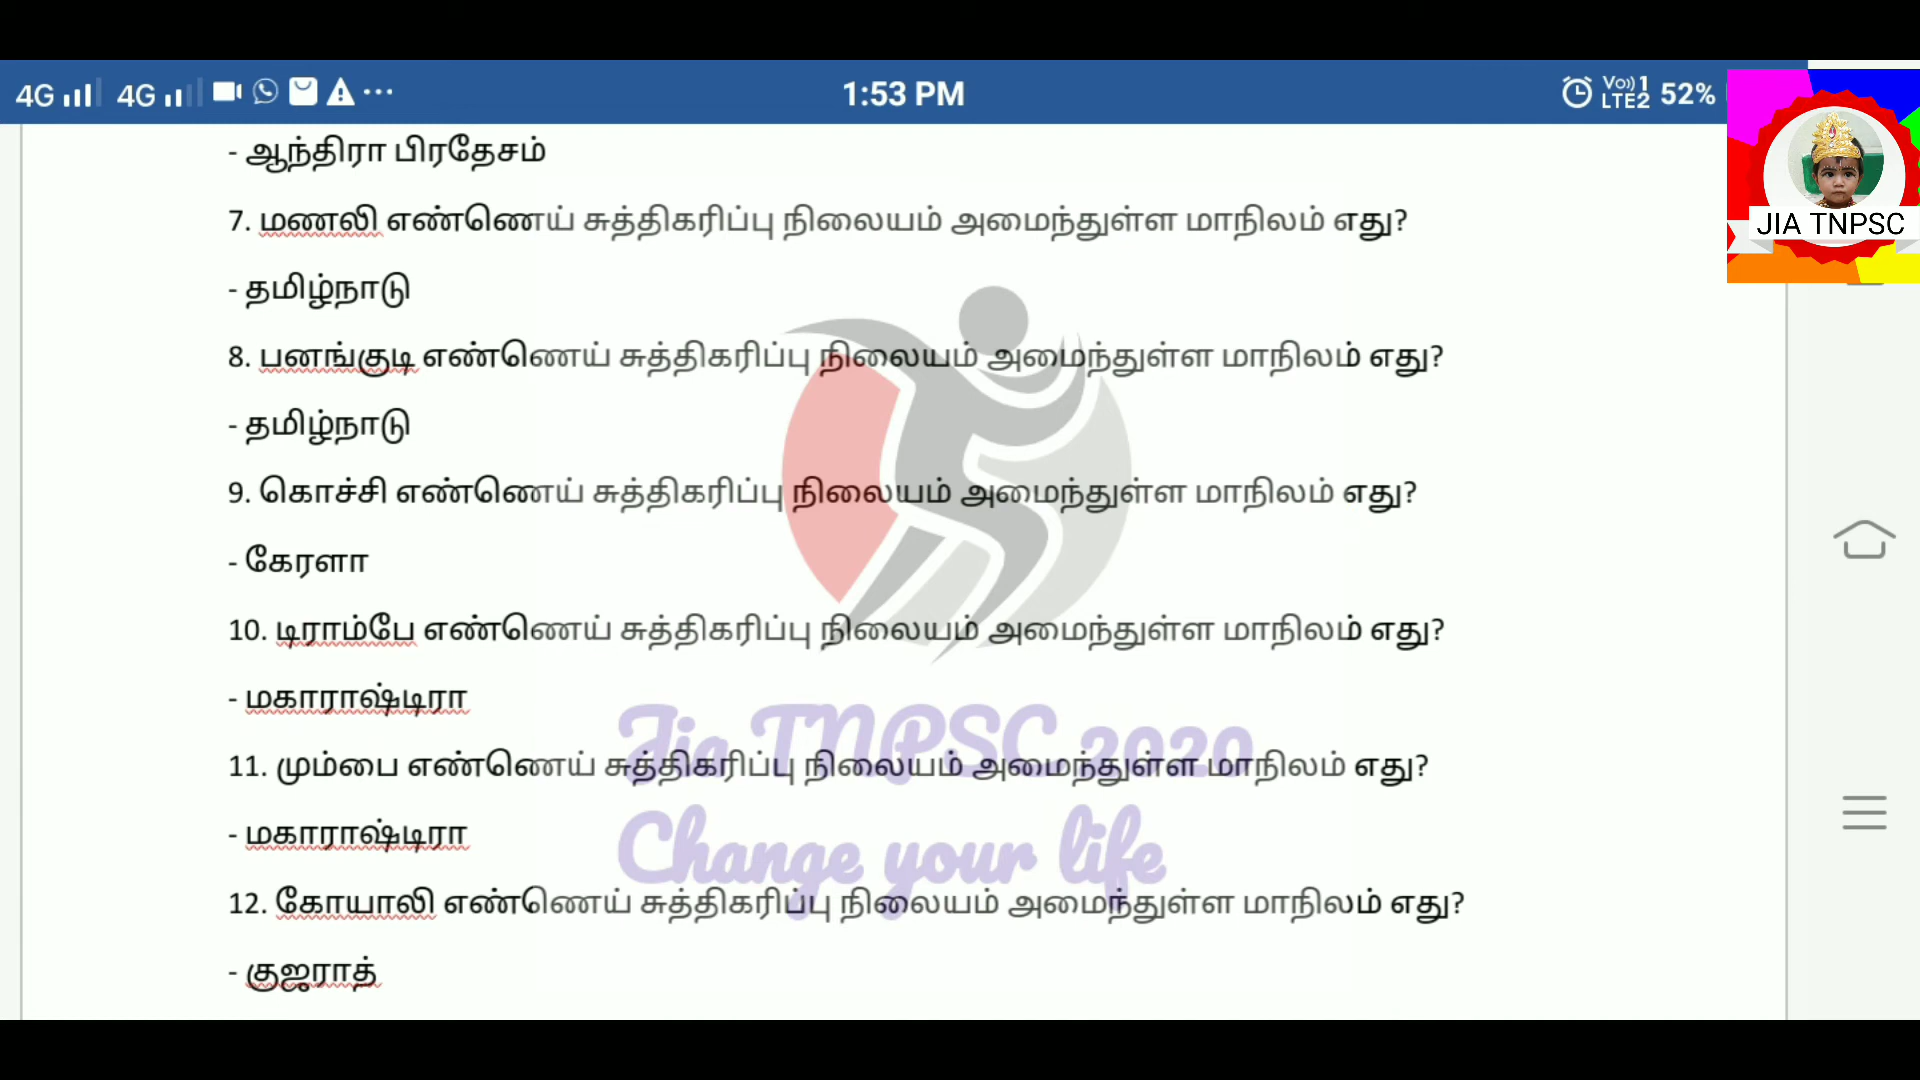 4G 4G ... 1:53 PM Vo)) 1 LTE2 52%
JIA TNPSC
- ஆந்திரா பிரதேசம்
7. மணலி எண்ணெய் சுத்திகரிப்பு நிலையம் அமைந்துள்ள மாநிலம் எது?
- தமிழ்நாடு
8. பனங்குடி எண்ணெய் சுத்திகரிப்பு நிலையம் அமைந்துள்ள மாநிலம் எது?
- தமிழ்நாடு
9. கொச்சி எண்ணெய் சுத்திகரிப்பு நிலையம் அமைந்துள்ள மாநிலம் எது?
- கேரளா
10. டிராம்பே எண்ணெய் சுத்திகரிப்பு நிலையம் அமைந்துள்ள மாநிலம் எது?
- மகாராஷ்டிரா
Jia TNPSC 2020
11. மும்பை எண்ணெய் சுத்திகரிப்பு நிலையம் அமைந்துள்ள மாநிலம் எது?
- மகாராஷ்டிரா
Change your life
12. கோயாலி எண்ணெய் சுத்திகரிப்பு நிலையம் அமைந்துள்ள மாநிலம் எது?
- குஜராத்